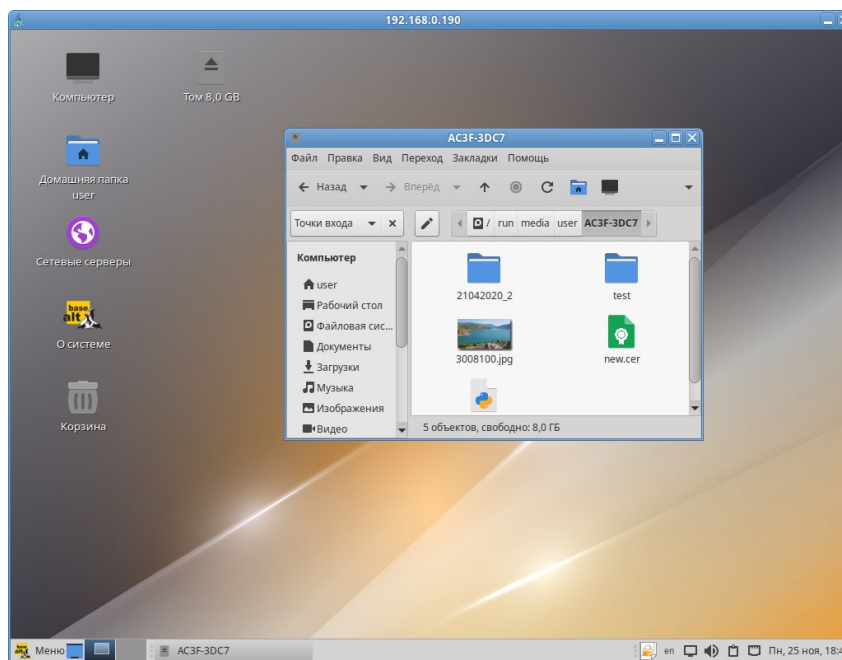 192.168.0.190
Компьютер
Том 8,0 GB
Домашняя папка
user
Сетевые серверы
base
alt
О системе
Корзина
AC3F-3DC7
Файл Правка Вид Переход Закладки Помощь
Назад Вперёд
Точки входа
/ run media user AC3F-3DC7
Компьютер
user
Рабочий стол
Файловая сис...
Документы
Загрузки
Музыка
Изображения
Видео
21042020_2
test
3008100.jpg
new.cer
5 объектов, свободно: 8,0 ГБ
Меню
AC3F-3DC7
en
Пн, 25 ноя, 18:4